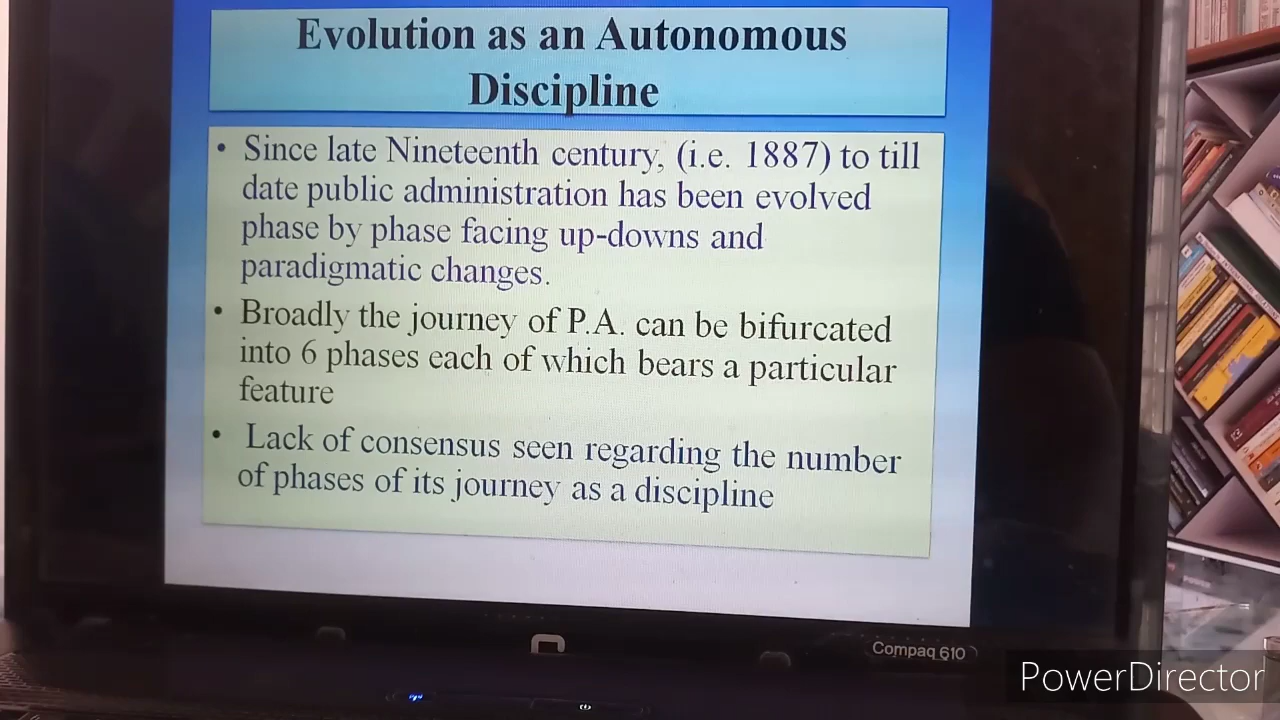 Evolution as an Autonomous
Discipline
• Since late Nineteenth century, (i.e. 1887) to till
date public administration has been evolved
phase by phase facing up-downs and
paradigmatic changes.
• Broadly the journey of P.A. can be bifurcated
into 6 phases each of which bears a particular
feature
• Lack of consensus seen regarding the number
of phases of its journey as a discipline
Compaq 610
PowerDirector